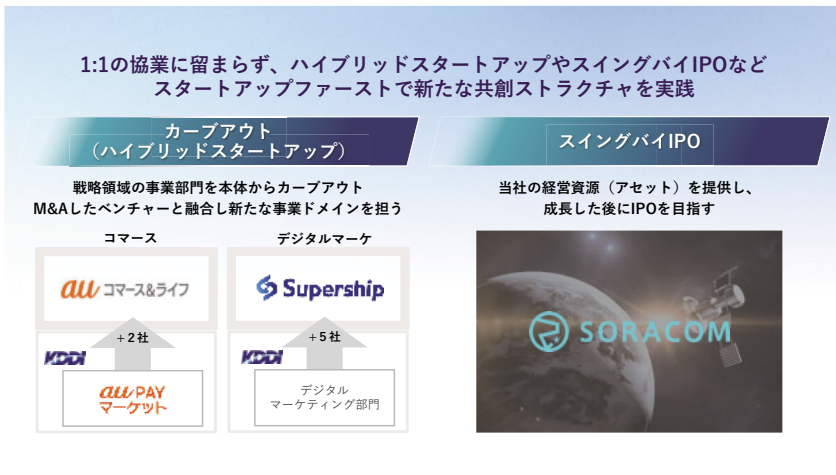 1:1の協業に留まらず、ハイブリッドスタートアップやスイングバイIPOなど
スタートアップファーストで新たな共創ストラクチャを実践
カーブアウト
（ハイブリッドスタートアップ）
戦略領域の事業部門を本体からカーブアウト
M&Aしたベンチャーと融合し新たな事業ドメインを担う
コマース
au コマース&ライフ
+2社
KDDI
au PAY
マーケット
デジタルマーケ
Supership
+5社
KDDI
デジタル
マーケティング部門
スイングバイIPO
当社の経営資源（アセット）を提供し、
成長した後にIPOを目指す
SORACOM